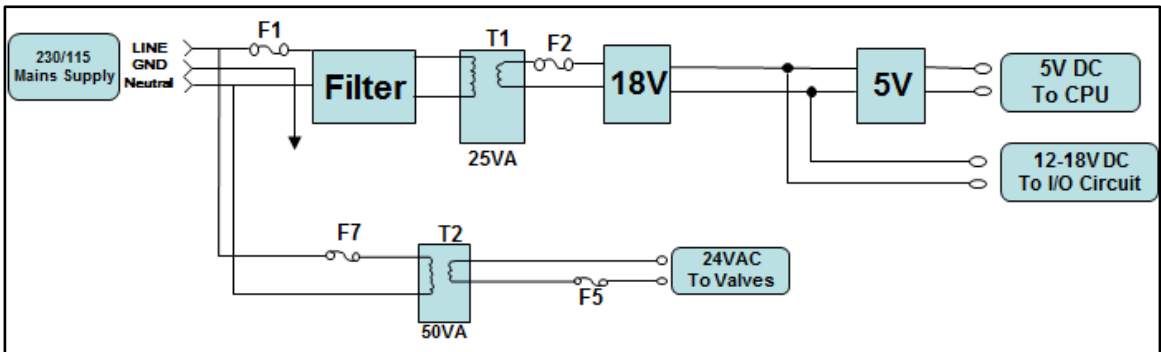 230/115
Mains Supply
LINE
GND
Neutral
F1
Filter
T1
25VA
F2
18V
5V
5V DC
To CPU
12-18V DC
To I/O Circuit
F7
T2
50VA
F5
24VAC
To Valves